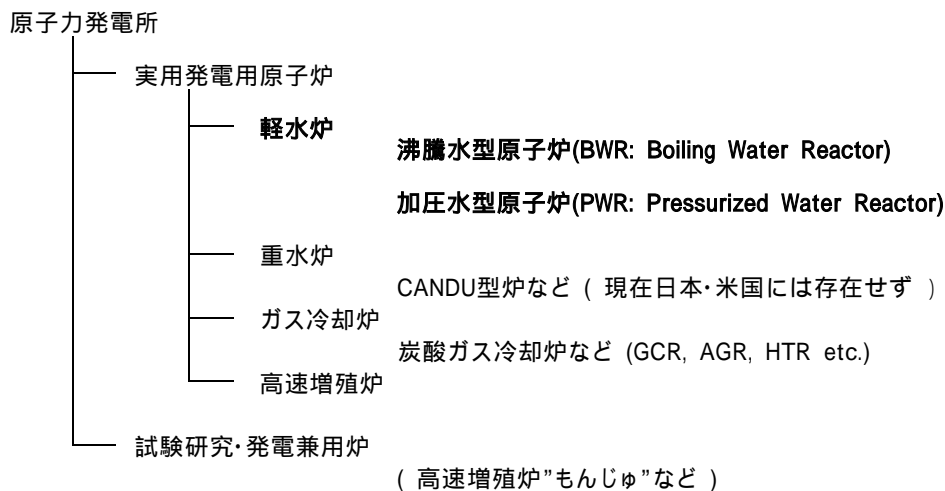 原子力発電所
実用発電用原子炉
軽水炉
沸騰水型原子炉(BWR: Boiling Water Reactor)
加圧水型原子炉(PWR: Pressurized Water Reactor)
重水炉
CANDU型炉など ( 現在日本・米国には存在せず )
ガス冷却炉
炭酸ガス冷却炉など (GCR, AGR, HTR etc.)
高速増殖炉
試験研究・発電兼用炉
( 高速増殖炉”もんじゅ”など )